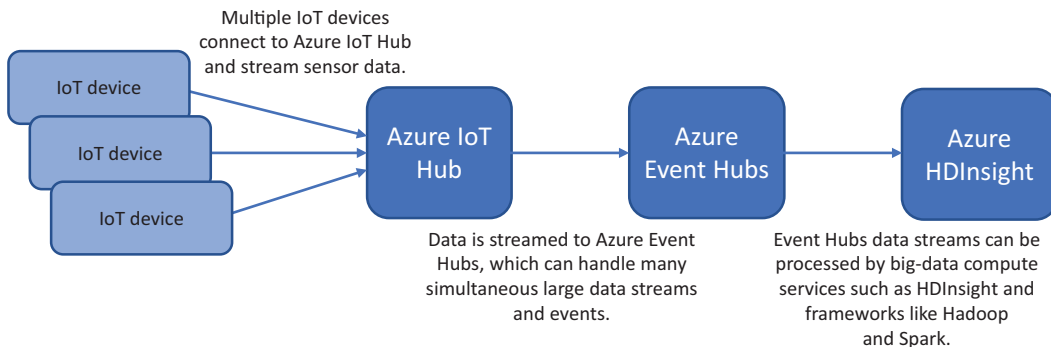 Multiple IoT devices
connect to Azure IoT Hub
and stream sensor data.
IoT device
IoT device
IoT device
Azure IoT
Hub
Azure
Event Hubs
Azure
HDInsight
Data is streamed to Azure Event
Hubs, which can handle many
simultaneous large data streams
and events.
Event Hubs data streams can be
processed by big-data compute
services such as HDInsight and
frameworks like Hadoop
and Spark.